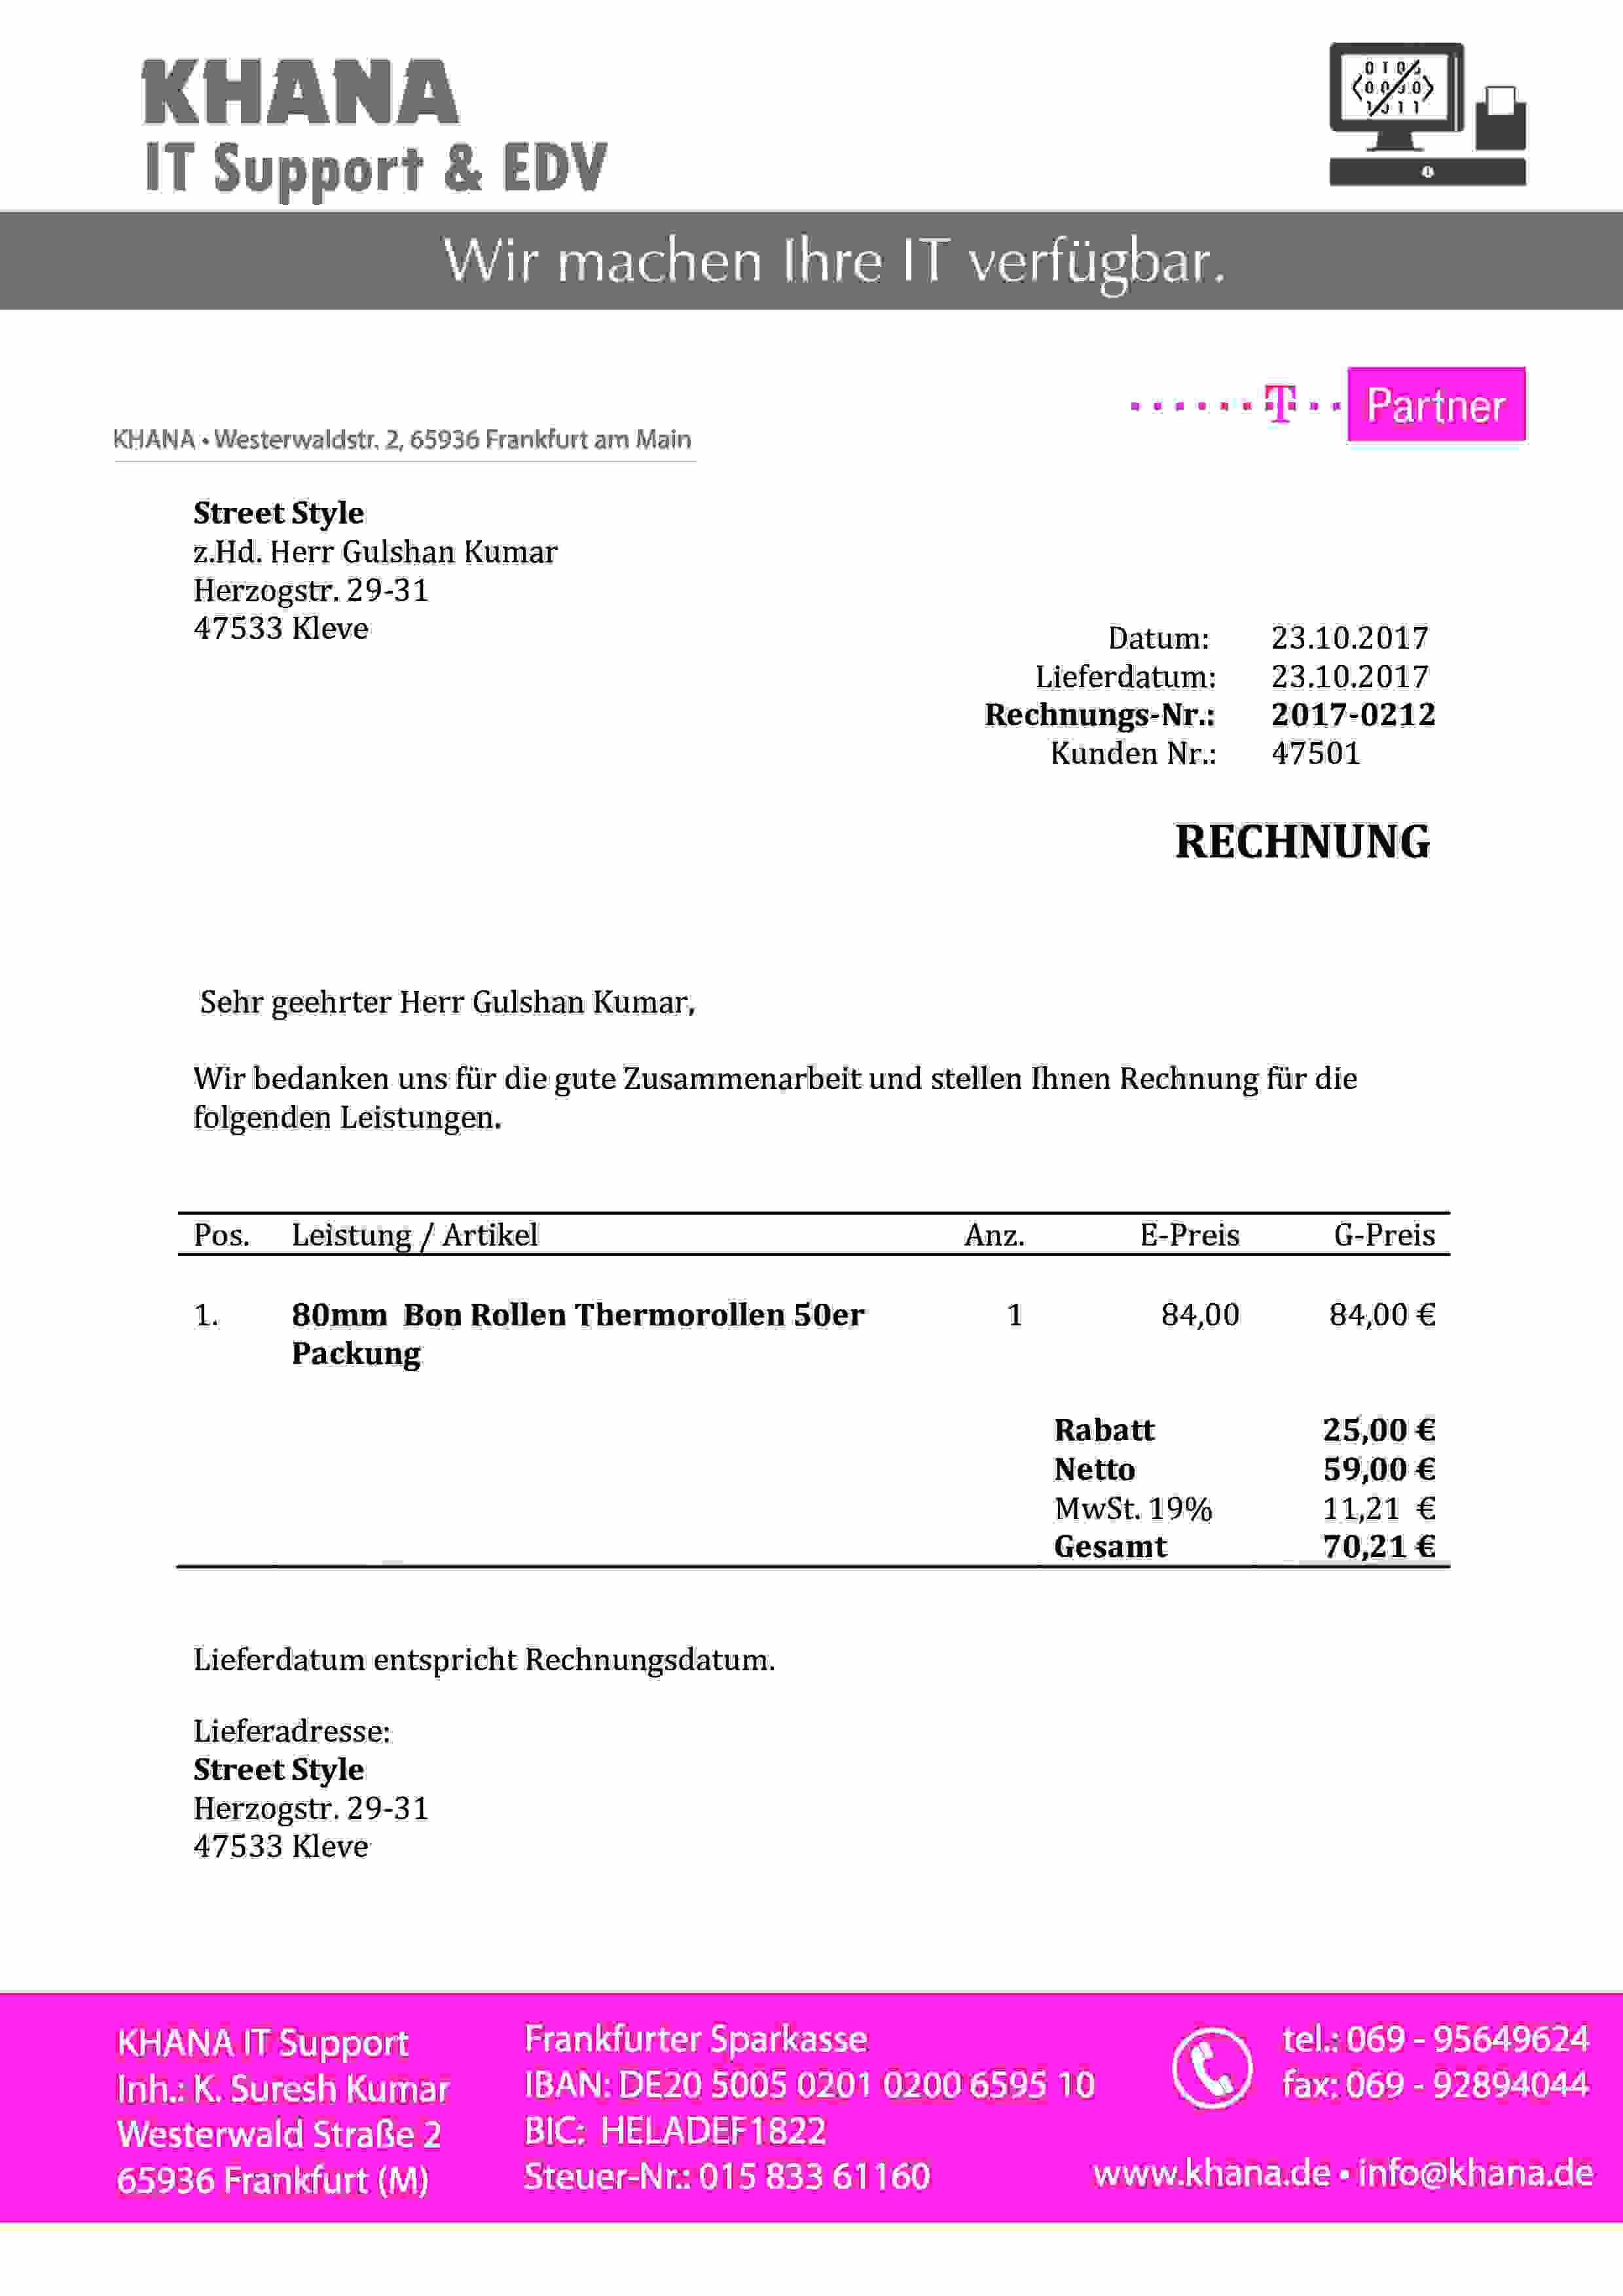 KHANA
IT Support & EDV
Wir machen Ihre IT verfügbar.
T Partner
KHANA • Westerwaldstr. 2, 65936 Frankfurt am Main
Street Style
z.Hd. Herr Gulshan Kumar
Herzogstr. 29-31
47533 Kleve
Datum: 23.10.2017
Lieferdatum: 23.10.2017
Rechnungs-Nr.: 2017-0212
Kunden Nr.: 47501
RECHNUNG
Sehr geehrter Herr Gulshan Kumar,
Wir bedanken uns für die gute Zusammenarbeit und stellen Ihnen Rechnung für die
folgenden Leistungen.
Pos. Leistung / Artikel Anz. E-Preis G-Preis
1. 80mm Bon Rollen Thermorollen 50er 1 84,00 84,00 €
Packung
Rabatt 25,00 €
Netto 59,00 €
MwSt. 19% 11,21 €
Gesamt 70,21 €
Lieferdatum entspricht Rechnungsdatum.
Lieferadresse:
Street Style
Herzogstr. 29-31
47533 Kleve
KHANA IT Support
Inh.: K. Suresh Kumar
Westerwald Straße 2
65936 Frankfurt (M)
Frankfurter Sparkasse
IBAN: DE20 5005 0201 0200 6595 10
BIC: HELADEF1822
Steuer-Nr.: 015 833 61160
tel.: 069 - 95649624
fax: 069 - 92894044
www.khana.de • info@khana.de